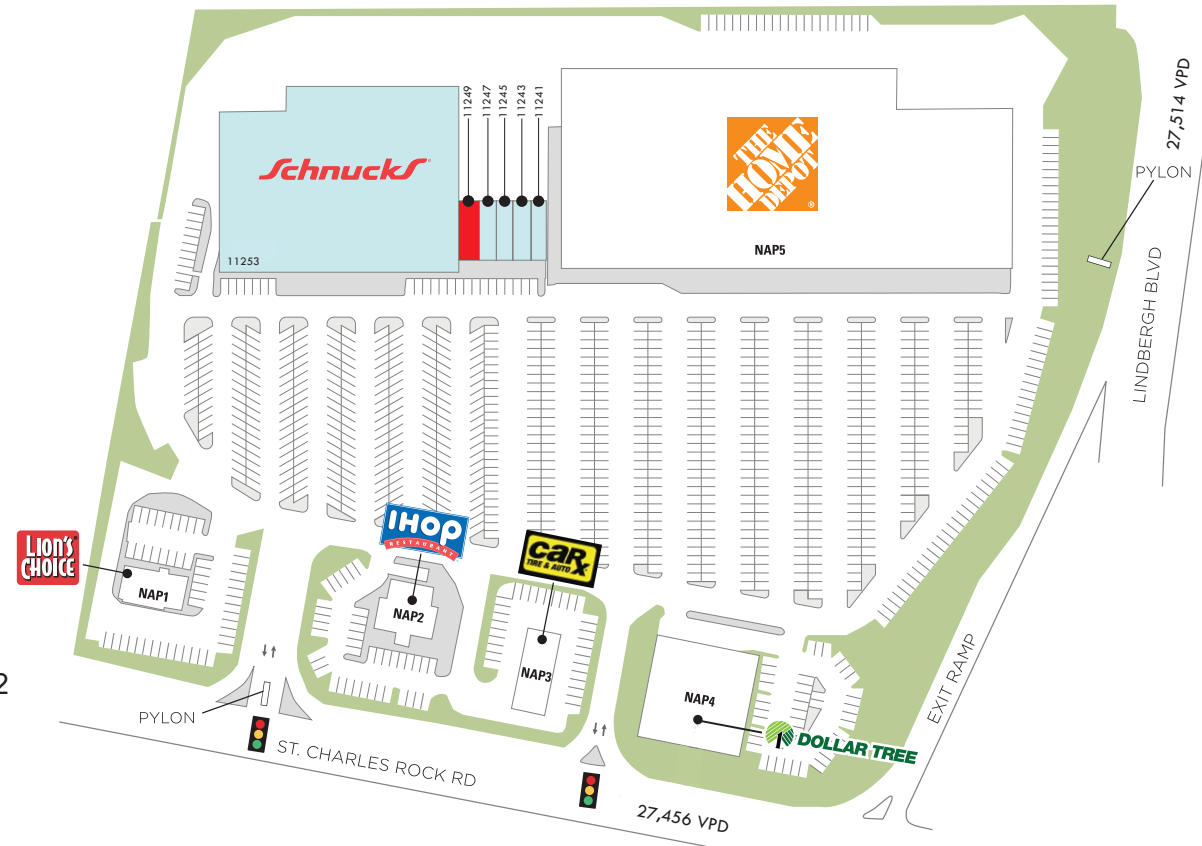 11249
11247
11245
11243
11241
27,514 VPD
Schnucks
THE
HOME
DEPOT
PYLON
NAP5
11253
LINDBERGH BLVD
IHOP
RESTAURANT
LION'S
CHOICE
carx
TIRE & AUTO
NAP1
NAP2
NAP3
EXIT RAMP
2
NAP4
PYLON
1
DOLLAR TREE
ST. CHARLES ROCK RD
27,456 VPD